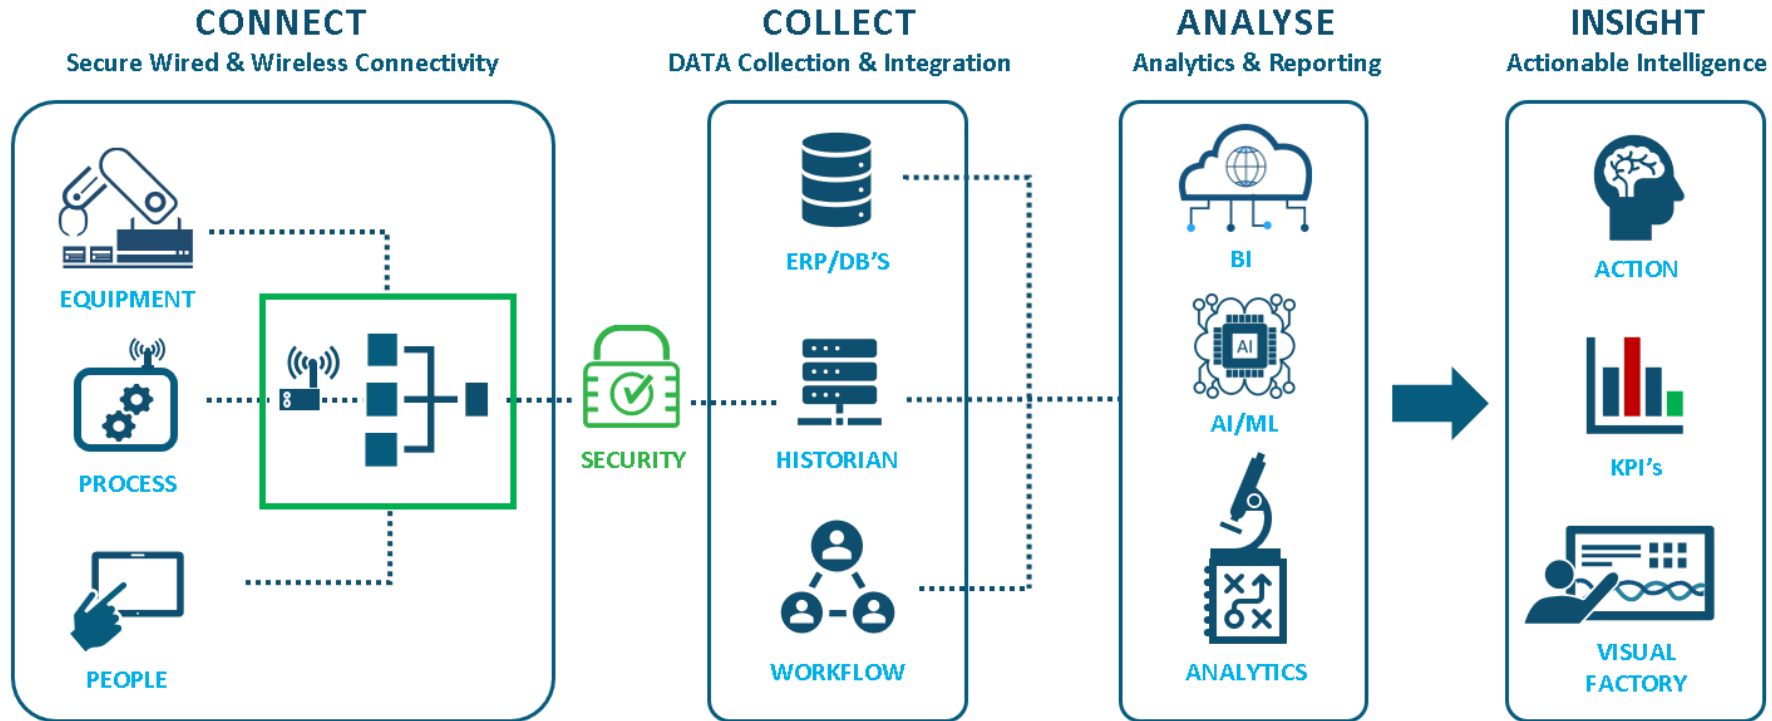 CONNECT
Secure Wired & Wireless Connectivity
EQUIPMENT
PROCESS
PEOPLE
SECURITY
COLLECT
DATA Collection & Integration
ERP/DB'S
HISTORIAN
WORKFLOW
ANALYSE
Analytics & Reporting
BI
AI
AI/ML
ANALYTICS
INSIGHT
Actionable Intelligence
ACTION
KPI's
VISUAL
FACTORY